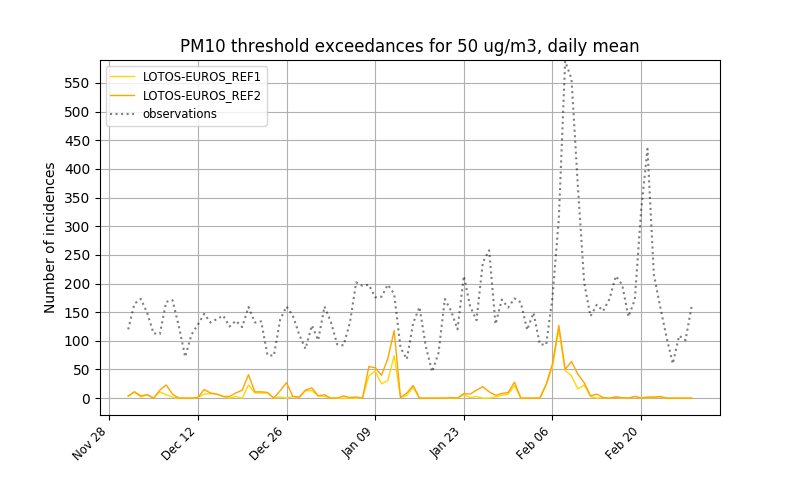 PM10 threshold exceedances for 50 ug/m3, daily mean
LOTOS-EUROS_REF1
LOTOS-EUROS_REF2
observations
Number of incidences
550
500
450
400
350
300
250
200
150
100
50
0
Nov 28
Dec 12
Dec 26
Jan 09
Jan 23
Feb 06
Feb 20